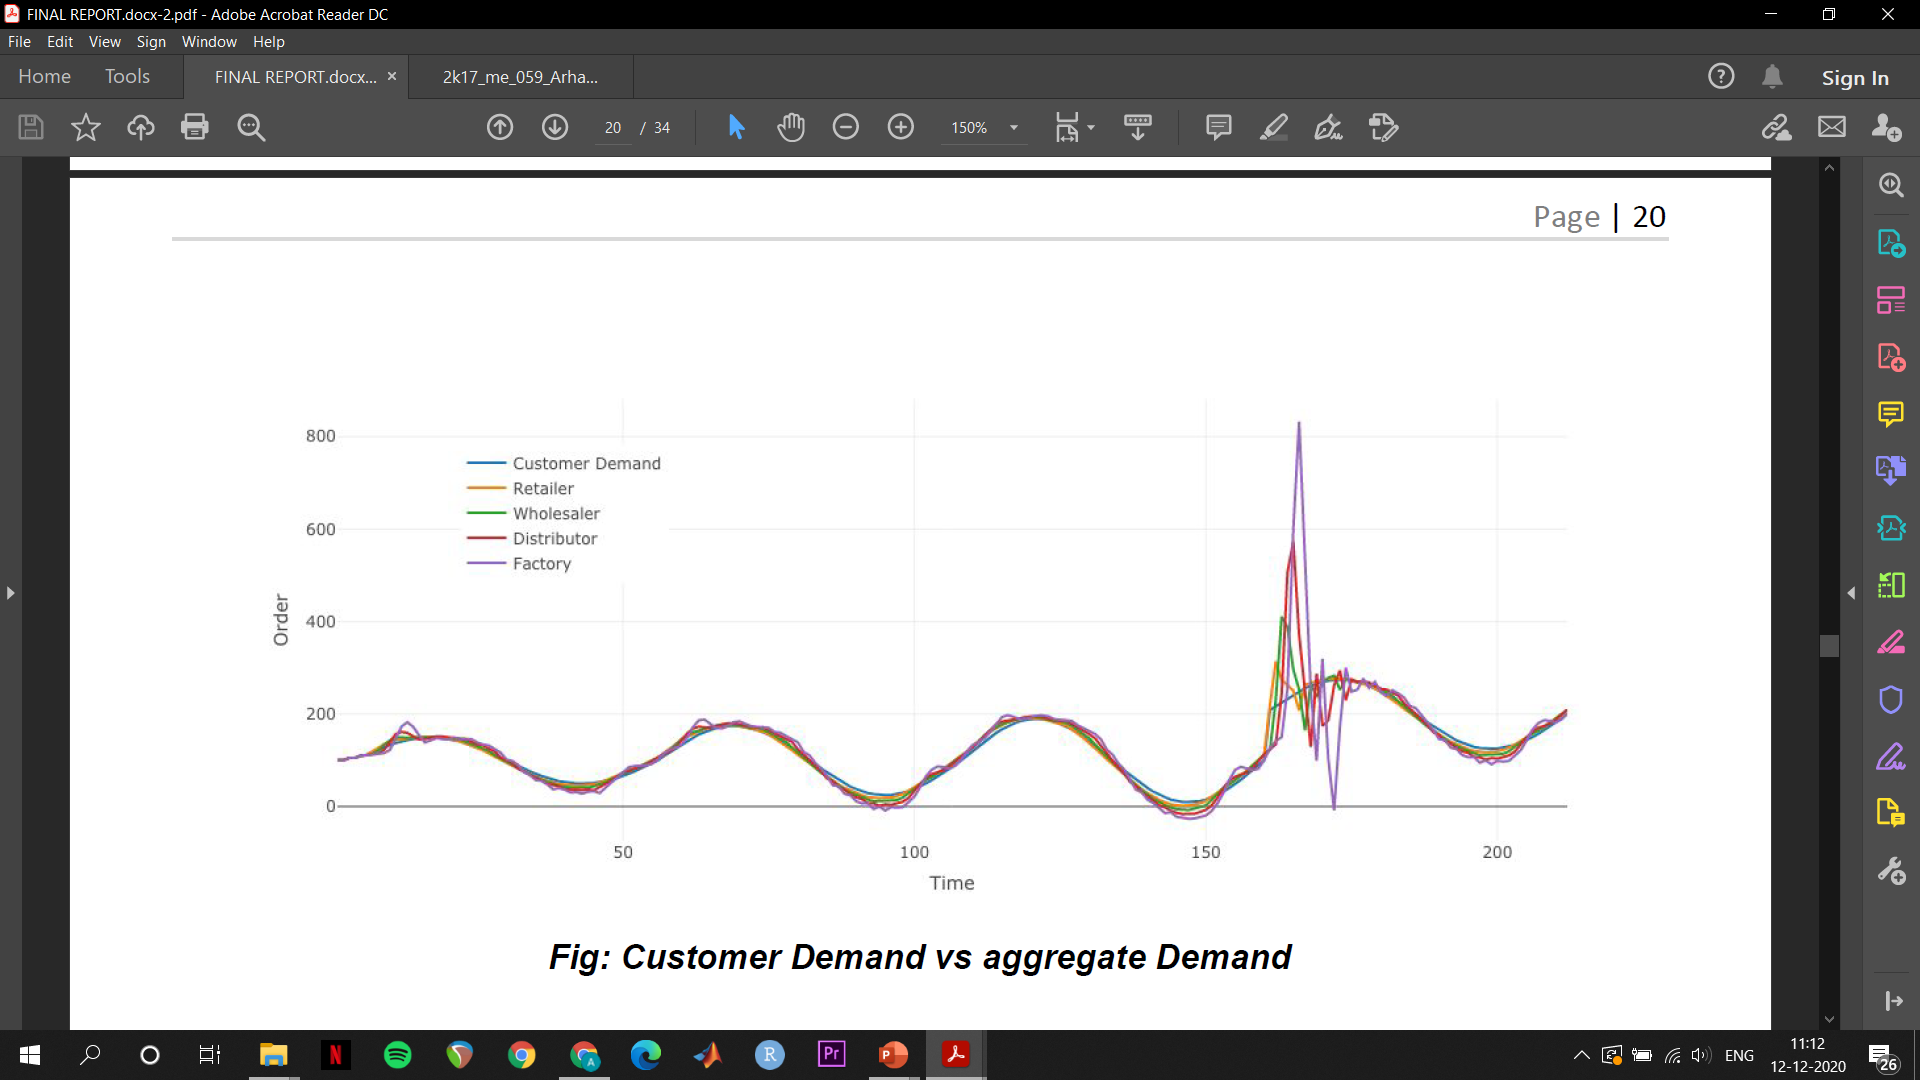 FINAL REPORT.docx-2.pdf - Adobe Acrobat Reader DC
File Edit View Sign Window Help
Home Tools FINAL REPORT.docx... × 2k17_me_059_Arha... Sign In
20 / 34 150%
Page | 20
800
600
400
200
0
Order
Customer Demand
Retailer
Wholesaler
Distributor
Factory
50 100 150 200
Time
Fig: Customer Demand vs aggregate Demand
N R Pr P A ENG 11:12
12-12-2020 26